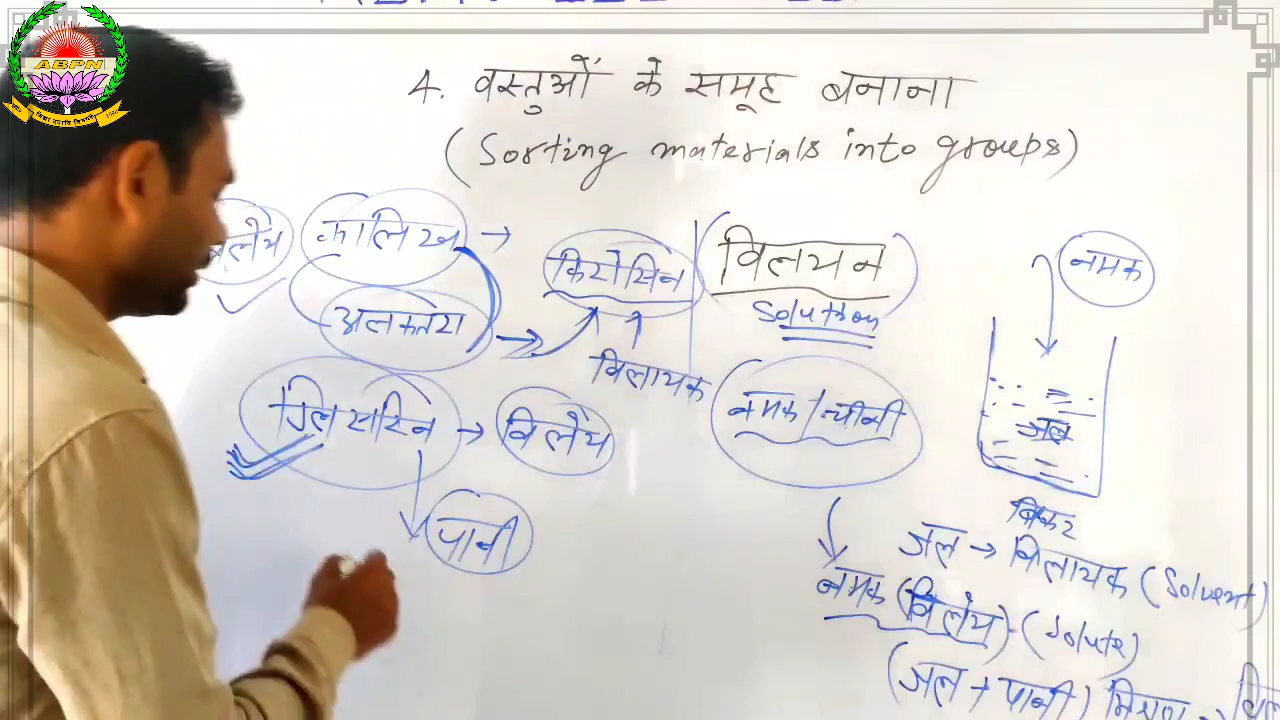 ABPN
4. वस्तुओं के समूह बनाना
(Sorting materials into groups)
कालिख →
अलकतरा →
किरोसिन
विलायक
ग्लिसरिन → विलेय
पानी
विलयन
Solution
नमक/चीनी
नमक
जल
बिकर
जल → विलायक (Solvent)
नमक (विलेय) - (Solute)
(जल + पानी) मिश्रण